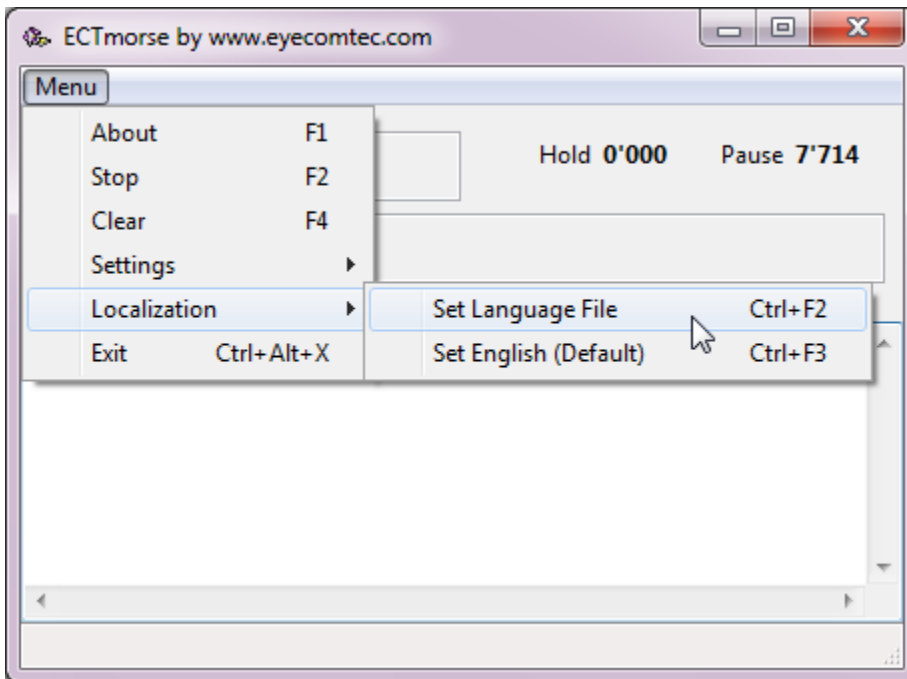 ECTmorse by www.eyecomtec.com
Menu
About F1
Hold 0'000 Pause 7'714
Stop F2
Clear F4
Settings
Localization
Set Language File Ctrl+F2
Exit Ctrl+Alt+X
Set English (Default) Ctrl+F3